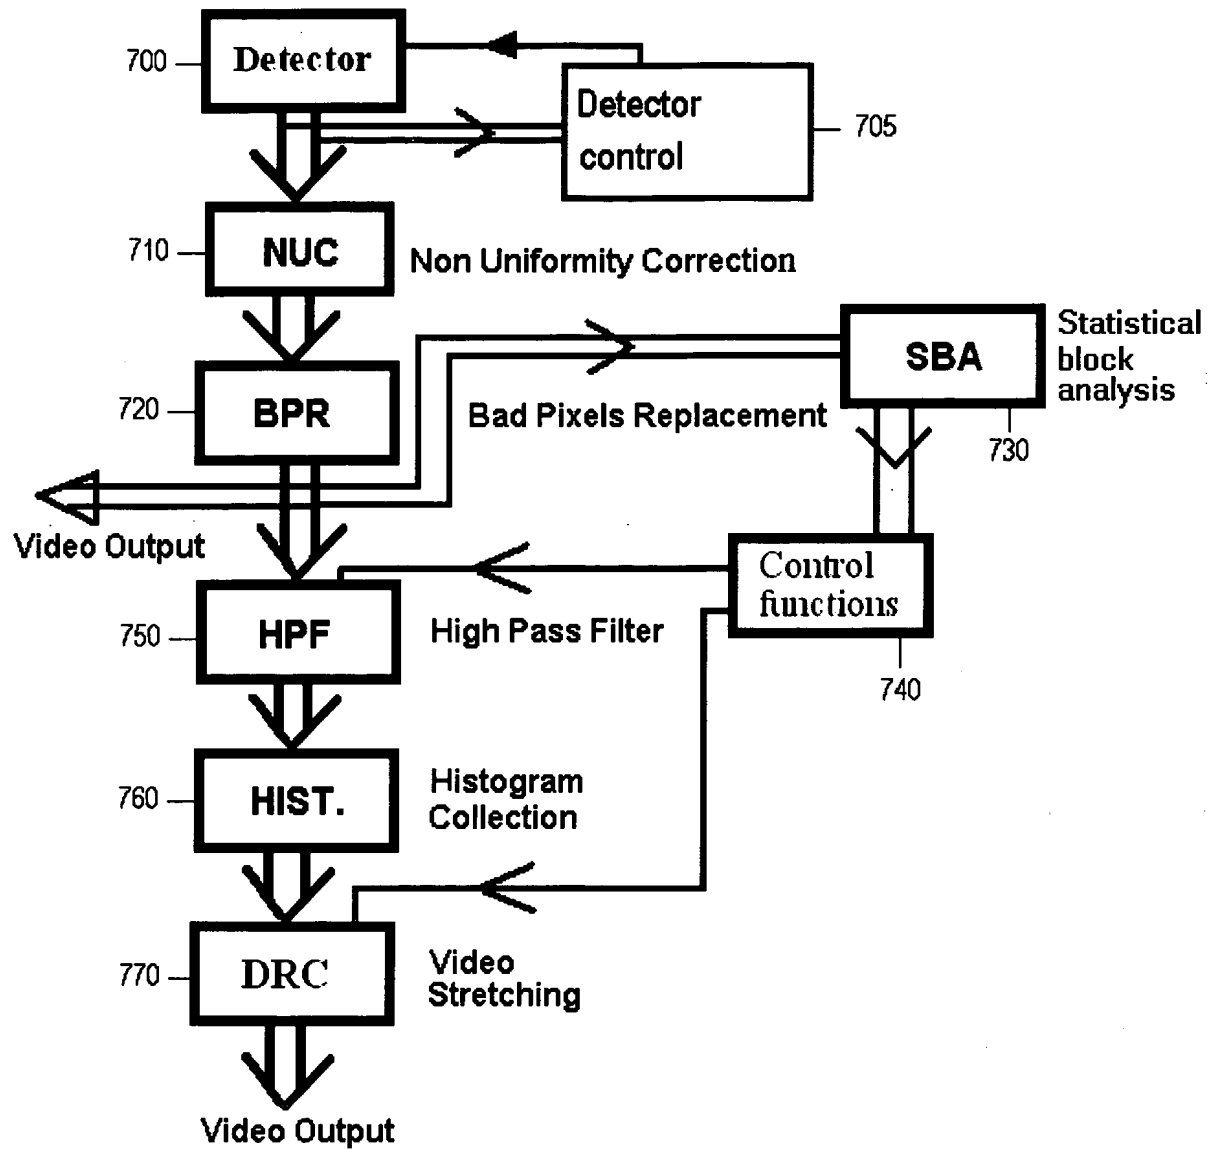 700
Detector
Detector
control
705
710
NUC
Non Uniformity Correction
SBA
Statistical
block
analysis
720
BPR
Bad Pixels Replacement
730
Video Output
Control
functions
750
HPF
High Pass Filter
740
760
HIST.
Histogram
Collection
770
DRC
Video
Stretching
Video Output